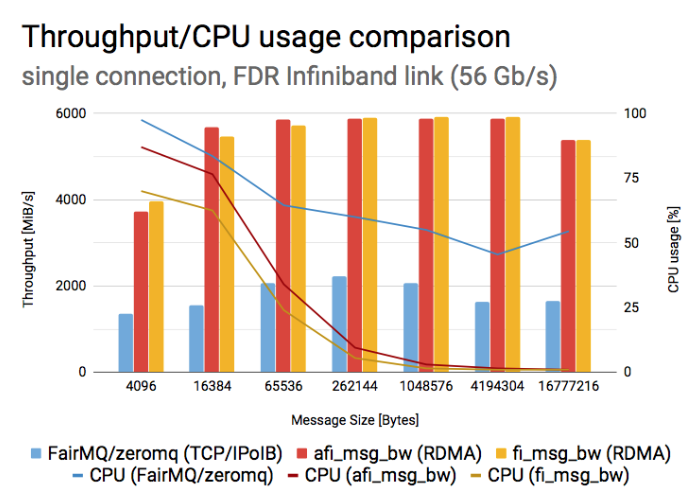 Throughput/CPU usage comparison
single connection, FDR Infiniband link (56 Gb/s)
6000
4000
2000
0
Throughput [MiB/s]
100
75
50
25
0
CPU usage [%]
4096 16384 65536 262144 1048576 4194304 16777216
Message Size [Bytes]
FairMQ/zeromq (TCP/IPoIB) afi_msg_bw (RDMA) fi_msg_bw (RDMA)
CPU (FairMQ/zeromq) CPU (afi_msg_bw) CPU (fi_msg_bw)